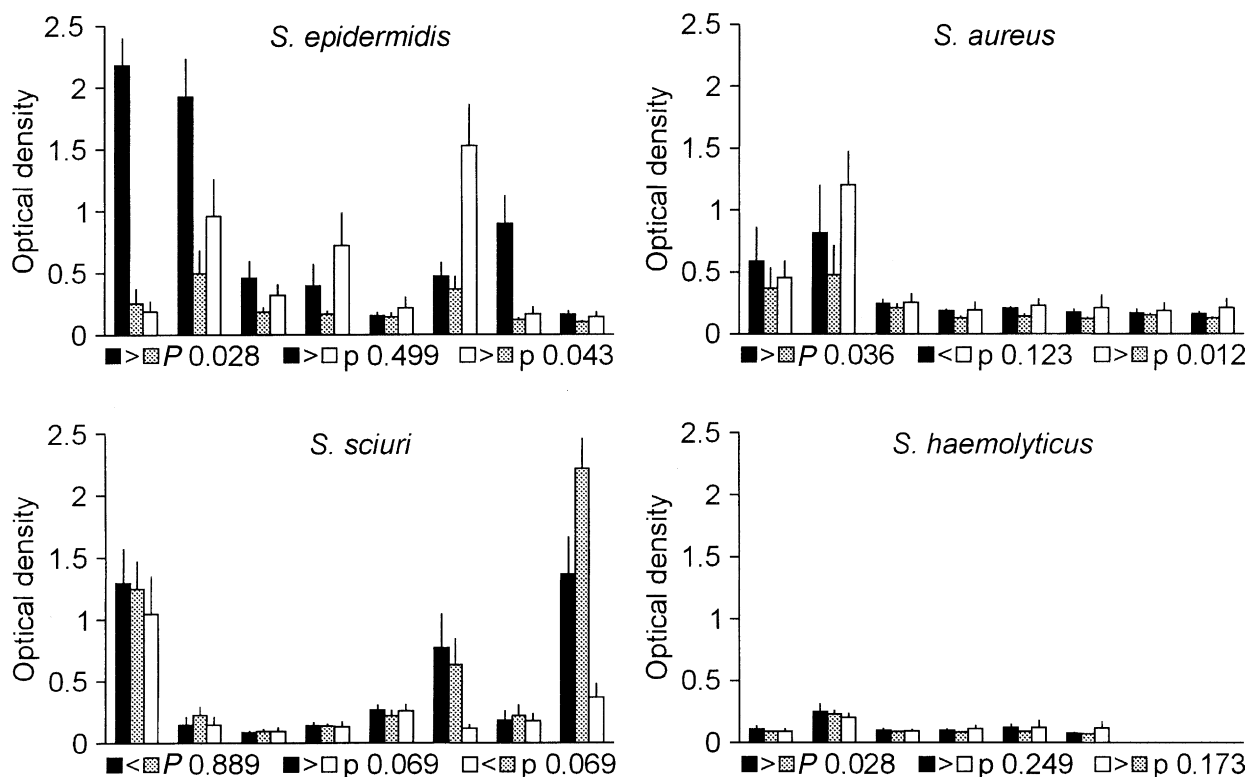 S. epidermidis
Optical density
2.5
2
1.5
1
0.5
0
■>▩ P 0.028 ■>□ p 0.499 □>▩ p 0.043
S. aureus
Optical density
2.5
2
1.5
1
0.5
0
■>▩ P 0.036 ■<□ p 0.123 □>▩ p 0.012
S. sciuri
Optical density
2.5
2
1.5
1
0.5
0
■<▩ P 0.889 ■>□ p 0.069 □<▩ p 0.069
S. haemolyticus
Optical density
2.5
2
1.5
1
0.5
0
■>▩ P 0.028 ■>□ p 0.249 □>▩ p 0.173